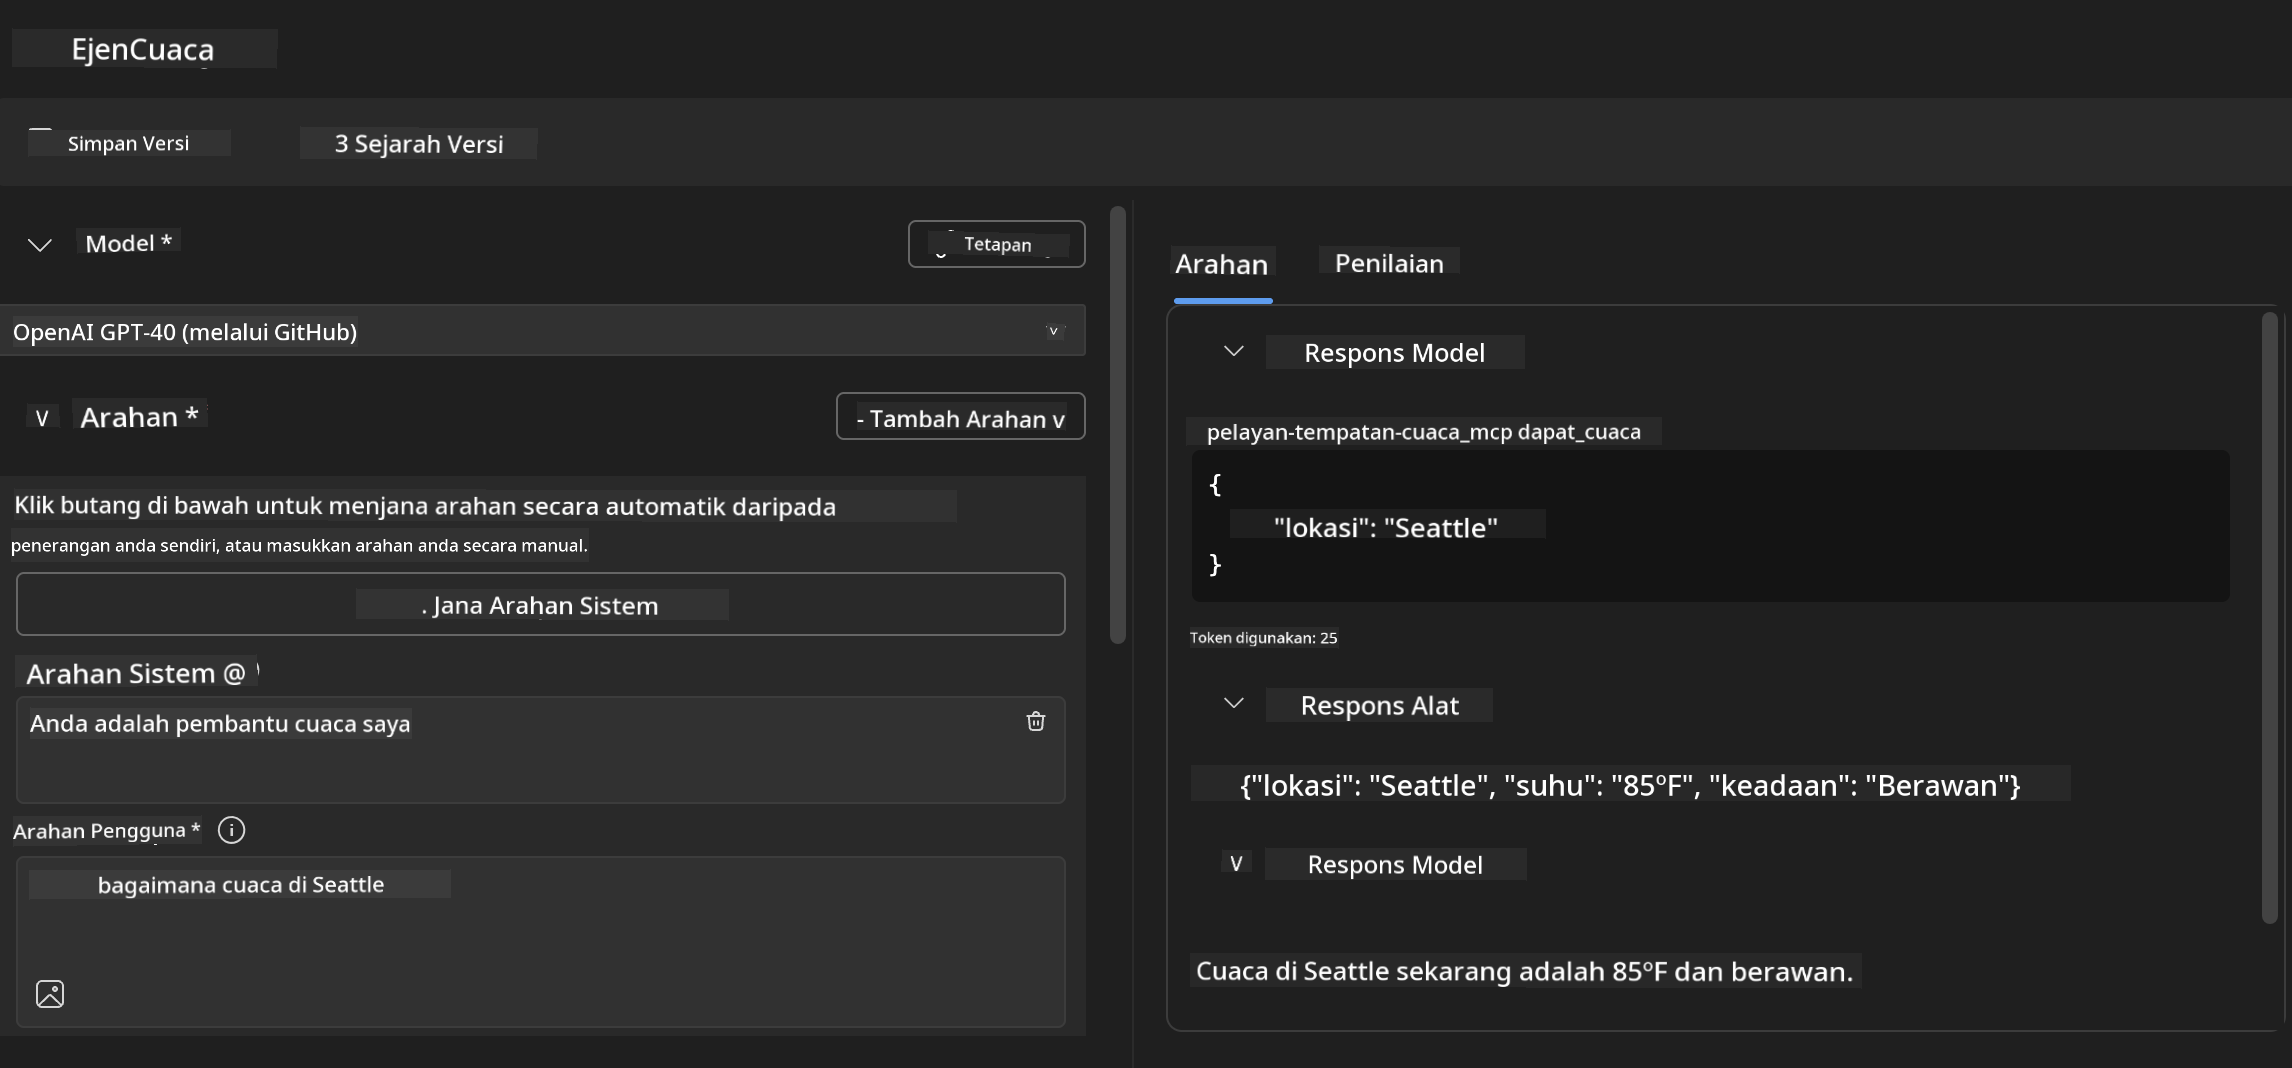 EjenCuaca
Simpan Versi
3 Sejarah Versi
Model *
Tetapan
OpenAI GPT-40 (melalui GitHub)
v
v Arahan *
- Tambah Arahan v
Klik butang di bawah untuk menjana arahan secara automatik daripada
penerangan anda sendiri, atau masukkan arahan anda secara manual.
. Jana Arahan Sistem
Arahan Sistem @
Anda adalah pembantu cuaca saya
Arahan Pengguna *
bagaimana cuaca di Seattle
Arahan
Penilaian
Respons Model
pelayan-tempatan-cuaca_mcp dapat_cuaca
{
"lokasi": "Seattle"
}
Token digunakan: 25
Respons Alat
{"lokasi": "Seattle", "suhu": "85°F", "keadaan": "Berawan"}
v Respons Model
Cuaca di Seattle sekarang adalah 85°F dan berawan.